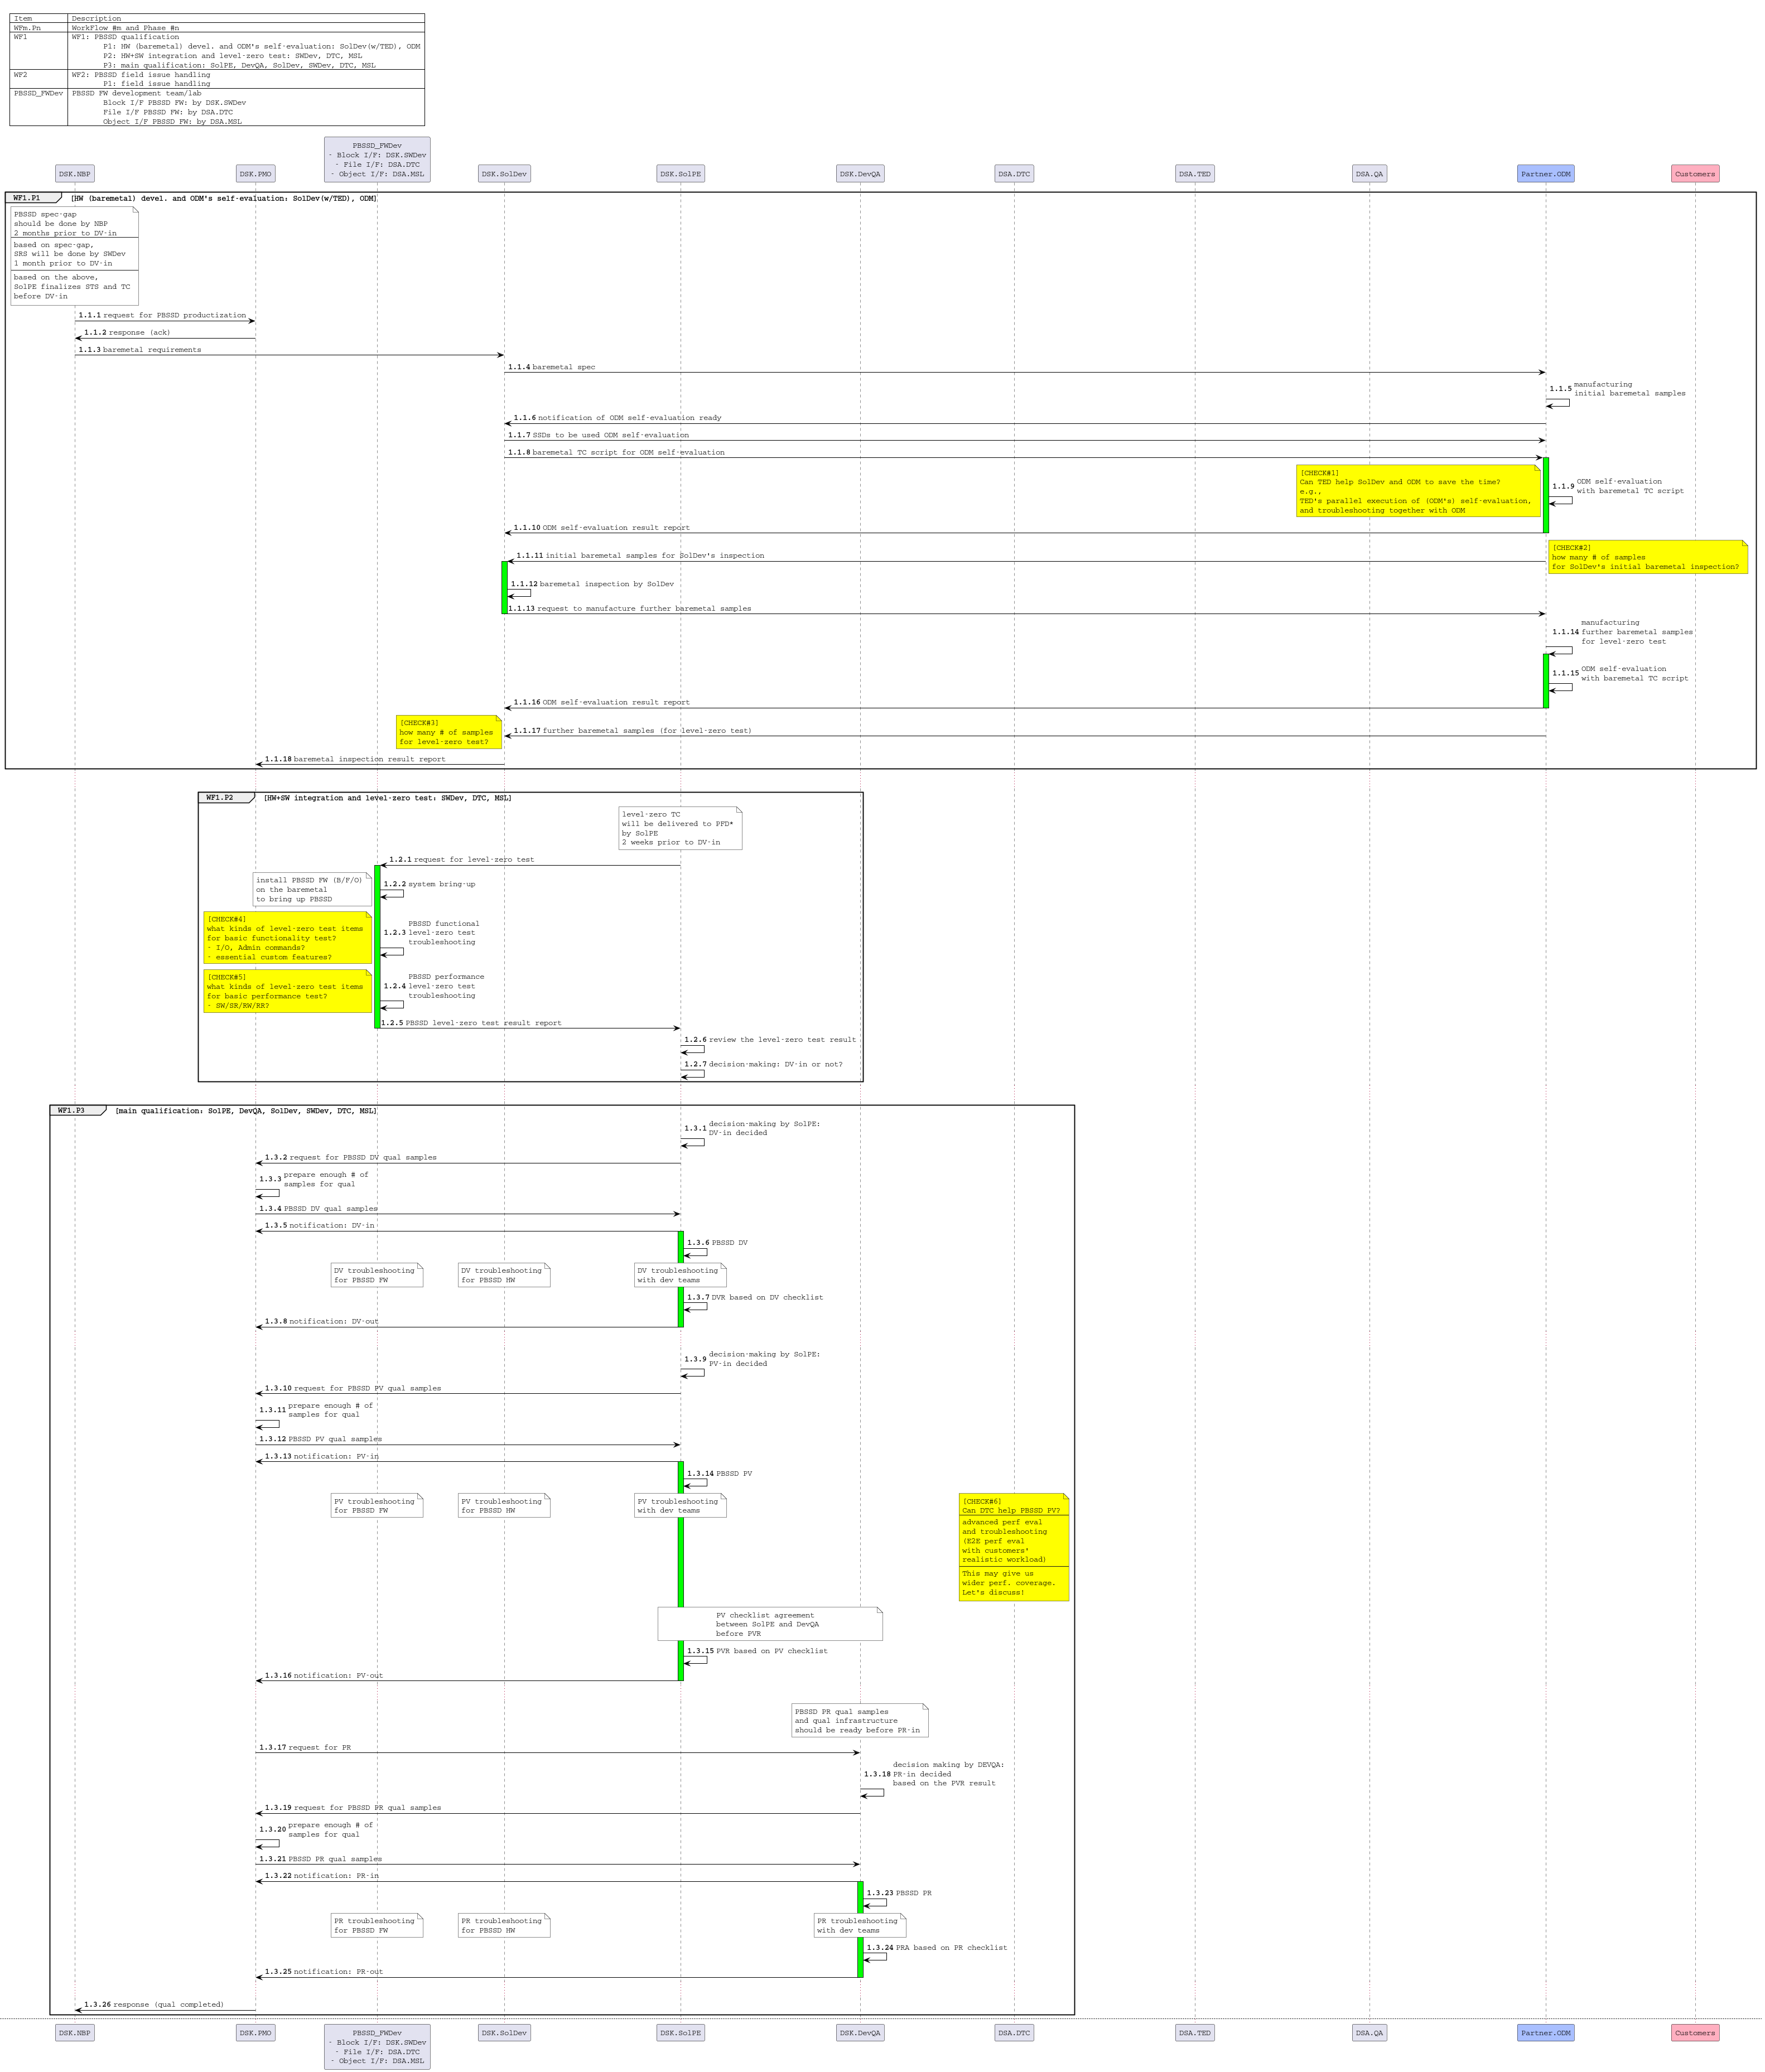 Item Description
WFm.Pn WorkFlow #m and Phase #n
WF1 WF1: PBSSD qualification
P1: HW (baremetal) devel. and ODM's self-evaluation: SolDev(w/TED), ODM
P2: HW+SW integration and level-zero test: SWDev, DTC, MSL
P3: main qualification: SolPE, DevQA, SolDev, SWDev, DTC, MSL
WF2 WF2: PBSSD field issue handling
P1: field issue handling
PBSSD_FWDev PBSSD FW development team/lab
Block I/F PBSSD FW: by DSK.SWDev
File I/F PBSSD FW: by DSA.DTC
Object I/F PBSSD FW: by DSA.MSL
DSK.NBP
DSK.PMO
PBSSD_FWDev
- Block I/F: DSK.SWDev
- File I/F: DSA.DTC
- Object I/F: DSA.MSL
DSK.SolDev
DSK.SolPE
DSK.DevQA
DSA.DTC
DSA.TED
DSA.QA
Partner.ODM
Customers
WF1.P1 [HW (baremetal) devel. and ODM's self-evaluation: SolDev(w/TED), ODM]
PBSSD spec-gap
should be done by NBP
2 months prior to DV-in
based on spec-gap,
SRS will be done by SWDev
1 month prior to DV-in
based on the above,
SolPE finalizes STS and TC
before DV-in
1.1.1 request for PBSSD productization
1.1.2 response (ack)
1.1.3 baremetal requirements
1.1.4 baremetal spec
1.1.5 manufacturing
initial baremetal samples
1.1.6 notification of ODM self-evaluation ready
1.1.7 SSDs to be used ODM self-evaluation
1.1.8 baremetal TC script for ODM self-evaluation
[CHECK#1]
Can TED help SolDev and ODM to save the time?
e.g.,
TED's parallel execution of (ODM's) self-evaluation,
and troubleshooting together with ODM
1.1.9 ODM self-evaluation
with baremetal TC script
1.1.10 ODM self-evaluation result report
1.1.11 initial baremetal samples for SolDev's inspection
[CHECK#2]
how many # of samples
for SolDev's initial baremetal inspection?
1.1.12 baremetal inspection by SolDev
1.1.13 request to manufacture further baremetal samples
1.1.14 manufacturing
further baremetal samples
for level-zero test
1.1.15 ODM self-evaluation
with baremetal TC script
1.1.16 ODM self-evaluation result report
[CHECK#3]
how many # of samples
for level-zero test?
1.1.17 further baremetal samples (for level-zero test)
1.1.18 baremetal inspection result report
WF1.P2 [HW+SW integration and level-zero test: SWDev, DTC, MSL]
level-zero TC
will be delivered to PFD*
by SolPE
2 weeks prior to DV-in
1.2.1 request for level-zero test
install PBSSD FW (B/F/O)
on the baremetal
to bring up PBSSD
1.2.2 system bring-up
[CHECK#4]
what kinds of level-zero test items
for basic functionality test?
- I/O, Admin commands?
- essential custom features?
1.2.3 PBSSD functional
level-zero test
troubleshooting
[CHECK#5]
what kinds of level-zero test items
for basic performance test?
- SW/SR/RW/RR?
1.2.4 PBSSD performance
level-zero test
troubleshooting
1.2.5 PBSSD level-zero test result report
1.2.6 review the level-zero test result
1.2.7 decision-making: DV-in or not?
WF1.P3 [main qualification: SolPE, DevQA, SolDev, SWDev, DTC, MSL]
1.3.1 decision-making by SolPE:
DV-in decided
1.3.2 request for PBSSD DV qual samples
1.3.3 prepare enough # of
samples for qual
1.3.4 PBSSD DV qual samples
1.3.5 notification: DV-in
1.3.6 PBSSD DV
DV troubleshooting
for PBSSD FW
DV troubleshooting
for PBSSD HW
DV troubleshooting
with dev teams
1.3.7 DVR based on DV checklist
1.3.8 notification: DV-out
1.3.9 decision-making by SolPE:
PV-in decided
1.3.10 request for PBSSD PV qual samples
1.3.11 prepare enough # of
samples for qual
1.3.12 PBSSD PV qual samples
1.3.13 notification: PV-in
1.3.14 PBSSD PV
PV troubleshooting
for PBSSD FW
PV troubleshooting
for PBSSD HW
PV troubleshooting
with dev teams
[CHECK#6]
Can DTC help PBSSD PV?
advanced perf eval
and troubleshooting
(E2E perf eval
with customers'
realistic workload)
This may give us
wider perf. coverage.
Let's discuss!
PV checklist agreement
between SolPE and DevQA
before PVR
1.3.15 PVR based on PV checklist
1.3.16 notification: PV-out
PBSSD PR qual samples
and qual infrastructure
should be ready before PR-in
1.3.17 request for PR
1.3.18 decision making by DEVQA:
PR-in decided
based on the PVR result
1.3.19 request for PBSSD PR qual samples
1.3.20 prepare enough # of
samples for qual
1.3.21 PBSSD PR qual samples
1.3.22 notification: PR-in
1.3.23 PBSSD PR
PR troubleshooting
for PBSSD FW
PR troubleshooting
for PBSSD HW
PR troubleshooting
with dev teams
1.3.24 PRA based on PR checklist
1.3.25 notification: PR-out
1.3.26 response (qual completed)
DSK.NBP
DSK.PMO
PBSSD_FWDev
- Block I/F: DSK.SWDev
- File I/F: DSA.DTC
- Object I/F: DSA.MSL
DSK.SolDev
DSK.SolPE
DSK.DevQA
DSA.DTC
DSA.TED
DSA.QA
Partner.ODM
Customers